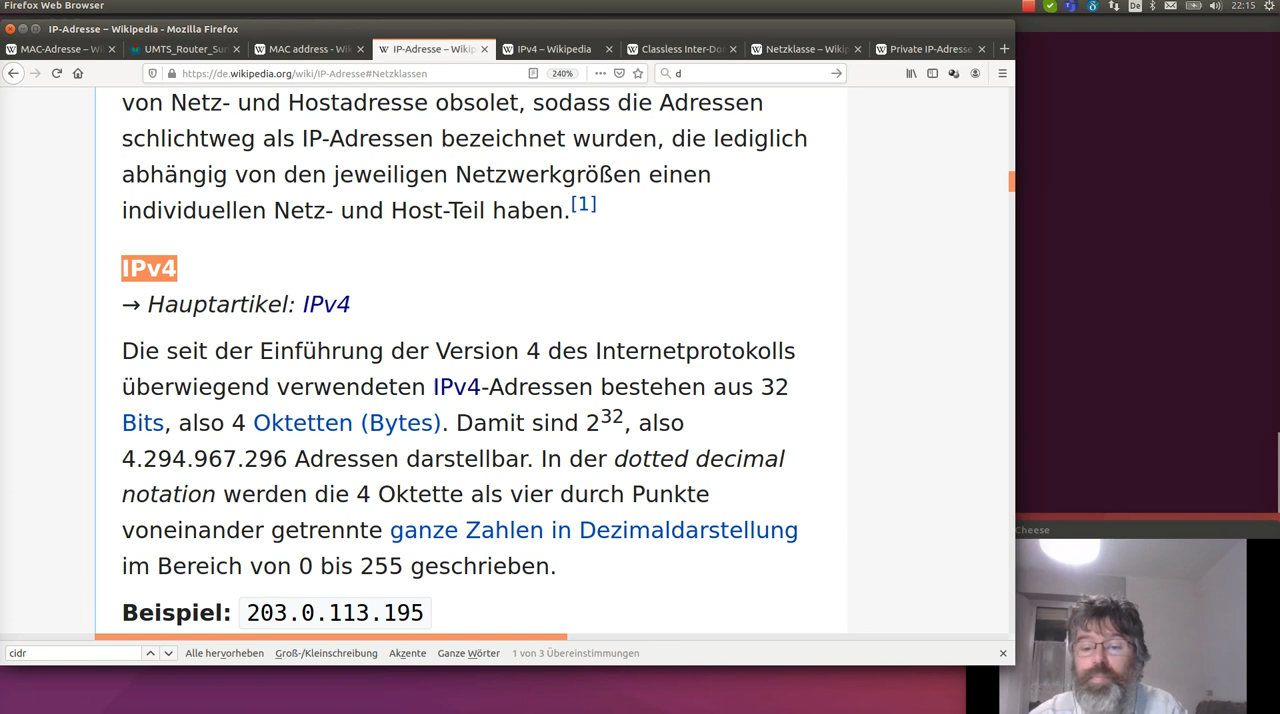 Firefox Web Browser
De
22:15
IP-Adresse – Wikipedia - Mozilla Firefox
MAC-Adresse – Wi
UMTS_Router_Sur
MAC address - Wi
IP-Adresse – Wikip
IPv4 – Wikipedia
Classless Inter-Dor
Netzklasse – Wikip
Private IP-Adresse
https://de.wikipedia.org/wiki/IP-Adresse#Netzklassen
240%
d
von Netz- und Hostadresse obsolet, sodass die Adressen
schlichtweg als IP-Adressen bezeichnet wurden, die lediglich
abhängig von den jeweiligen Netzwerkgrößen einen
individuellen Netz- und Host-Teil haben.[1]
IPv4
→ Hauptartikel: IPv4
Die seit der Einführung der Version 4 des Internetprotokolls
überwiegend verwendeten IPv4-Adressen bestehen aus 32
Bits, also 4 Oktetten (Bytes). Damit sind 2³², also
4.294.967.296 Adressen darstellbar. In der dotted decimal
notation werden die 4 Oktette als vier durch Punkte
voneinander getrennte ganze Zahlen in Dezimaldarstellung
im Bereich von 0 bis 255 geschrieben.
Beispiel: 203.0.113.195
cidr
Alle hervorheben
Groß-/Kleinschreibung
Akzente
Ganze Wörter
1 von 3 Übereinstimmungen
Cheese